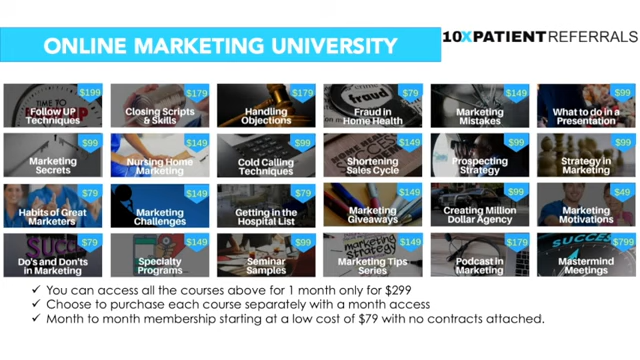 ONLINE MARKETING UNIVERSITY
10XPATIENTREFERRALS
$199
Follow UP
Techniques
$179
Closing Scripts
& Skills
$179
Handling
Objections
$79
fraud
Fraud in
Home Health
$149
Marketing
Mistakes
$99
What to do in a
Presentation
$99
Marketing
Secrets
$149
Nursing Home
Marketing
$99
Cold Calling
Techniques
$149
Shortening
Sales Cycle
$99
Prospecting
Strategy
$99
Strategy in
Marketing
$79
Habits of Great
Marketers
$149
Marketing
Challenges
$79
Getting in the
Hospital List
$149
Marketing
Giveaways
$99
Creating Million
Dollar Agency
$49
Marketing
Motivations
$79
Do's and Don'ts
in Marketing
$149
Specialty
Programs
$99
Seminar
Samples
$149
marketing
strategy
Marketing Tips
Series
$179
Podcast in
Marketing
$799
SUCCESS
Mastermind
Meetings
✓ You can access all the courses above for 1 month only for $299
✓ Choose to purchase each course separately with a month access
✓ Month to month membership starting at a low cost of $79 with no contracts attached.